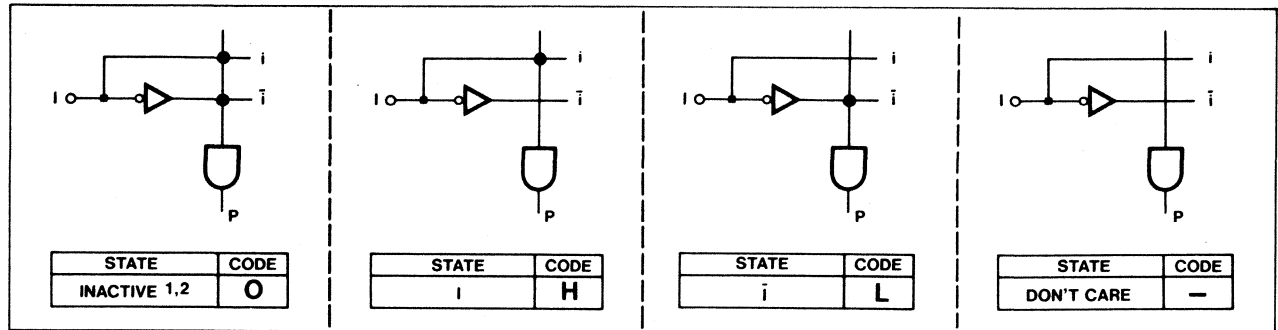 i
I
i̅
P
STATE CODE
INACTIVE 1,2 O
i
I
i̅
P
STATE CODE
I H
i
I
i̅
P
STATE CODE
i̅ L
i
I
i̅
P
STATE CODE
DON'T CARE —